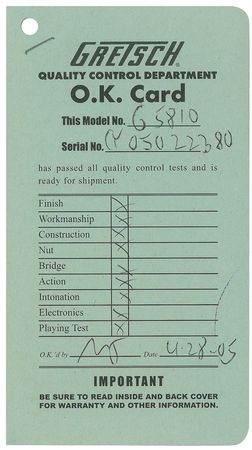 GRETSCH®
QUALITY CONTROL DEPARTMENT
O.K. Card
This Model No. G5810
Serial No. CY05022380
has passed all quality control tests and is
ready for shipment.
Finish X
Workmanship X
Construction X
Nut X
Bridge
Action X
Intonation X
Electronics X
Playing Test X
O.K.'d by Date 4-28-05
IMPORTANT
BE SURE TO READ INSIDE AND BACK COVER
FOR WARRANTY AND OTHER INFORMATION.